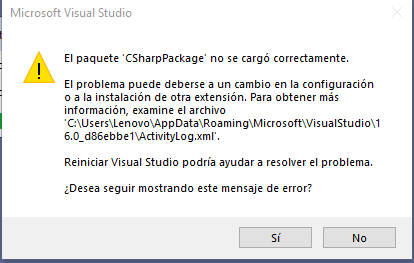 Microsoft Visual Studio
El paquete 'CSharpPackage' no se cargó correctamente.
El problema puede deberse a un cambio en la configuración
o a la instalación de otra extensión. Para obtener más
información, examine el archivo
'C:\Users\Lenovo\AppData\Roaming\Microsoft\VisualStudio\1
6.0_d86ebbe1\ActivityLog.xml'.
Reiniciar Visual Studio podría ayudar a resolver el problema.
¿Desea seguir mostrando este mensaje de error?
Sí
No